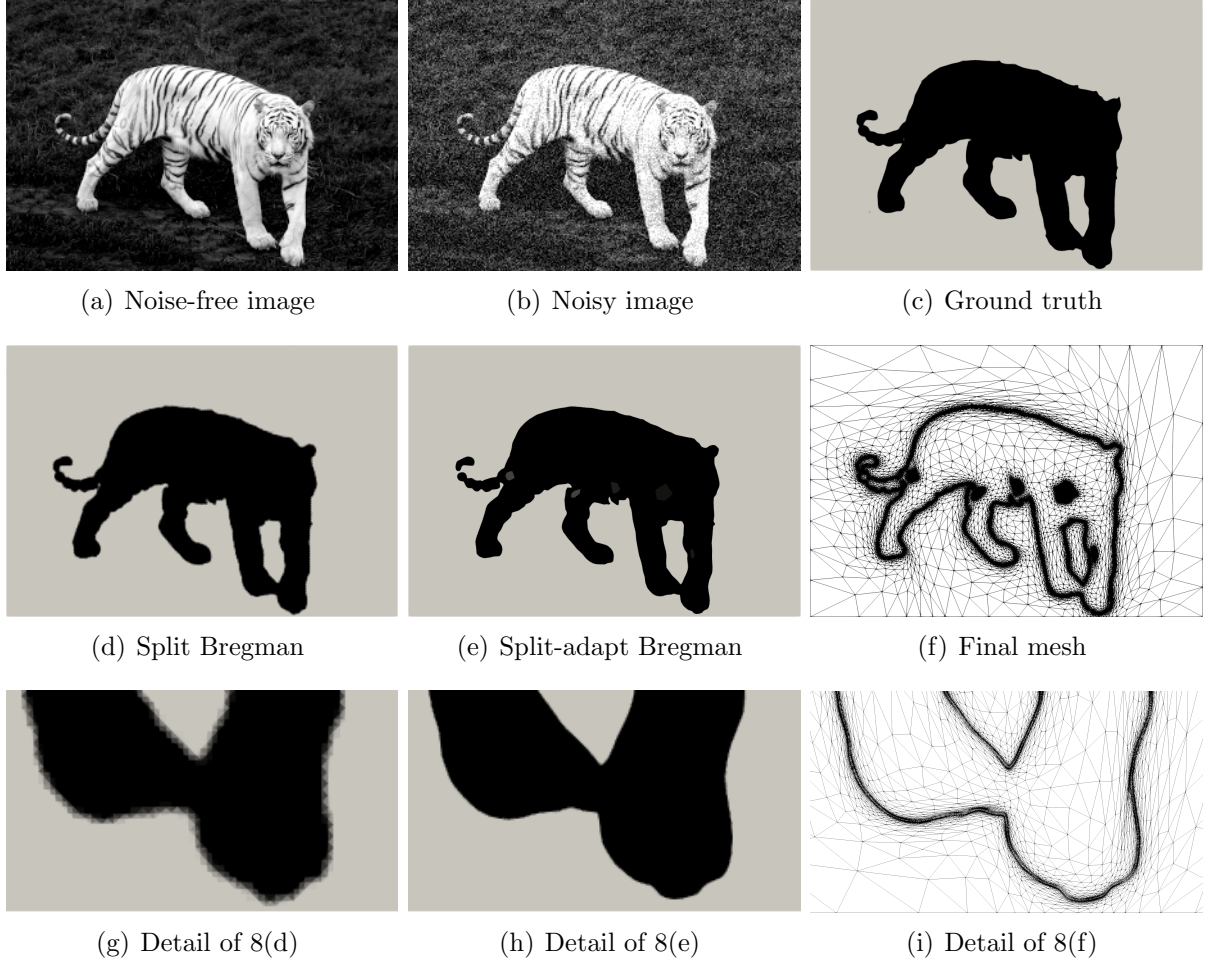 (a) Noise-free image
(b) Noisy image
(c) Ground truth
(d) Split Bregman
(e) Split-adapt Bregman
(f) Final mesh
(g) Detail of 8(d)
(h) Detail of 8(e)
(i) Detail of 8(f)